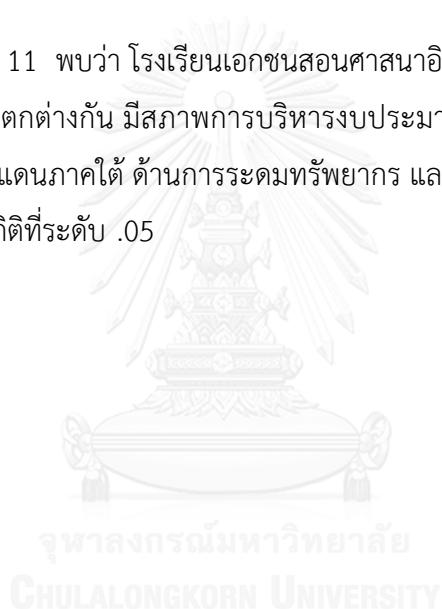 11 พบว่า โรงเรียนเอกชนสอนศาสนาอิ
ตกต่างกัน มีสภาพการบริหารงบประมา
แดนภาคใต้ ด้านการระดมทรัพยากร แล
ถิติที่ระดับ .05
จุฬาลงกรณ์มหาวิทยาลัย
CHULALONGKORN UNIVERSITY